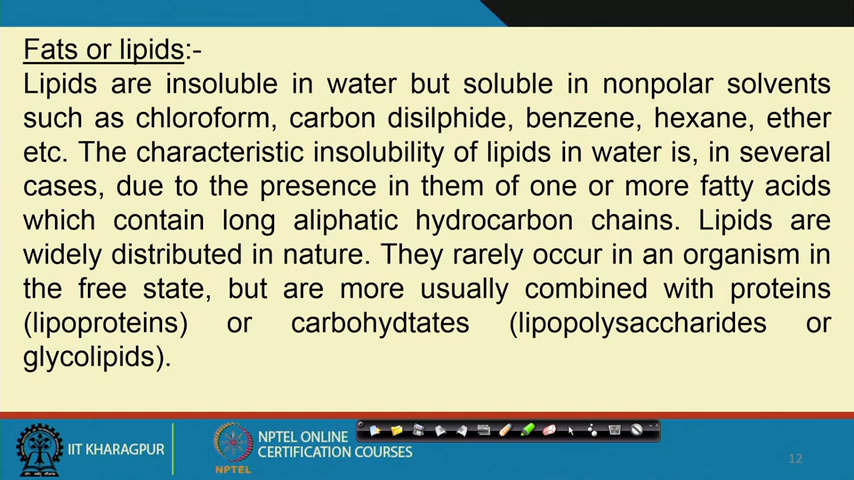 Fats or lipids:-
Lipids are insoluble in water but soluble in nonpolar solvents
such as chloroform, carbon disilphide, benzene, hexane, ether
etc. The characteristic insolubility of lipids in water is, in several
cases, due to the presence in them of one or more fatty acids
which contain long aliphatic hydrocarbon chains. Lipids are
widely distributed in nature. They rarely occur in an organism in
the free state, but are more usually combined with proteins
(lipoproteins) or carbohydtates (lipopolysaccharides or
glycolipids).
IIT KHARAGPUR
NPTEL
NPTEL ONLINE
CERTIFICATION COURSES
12